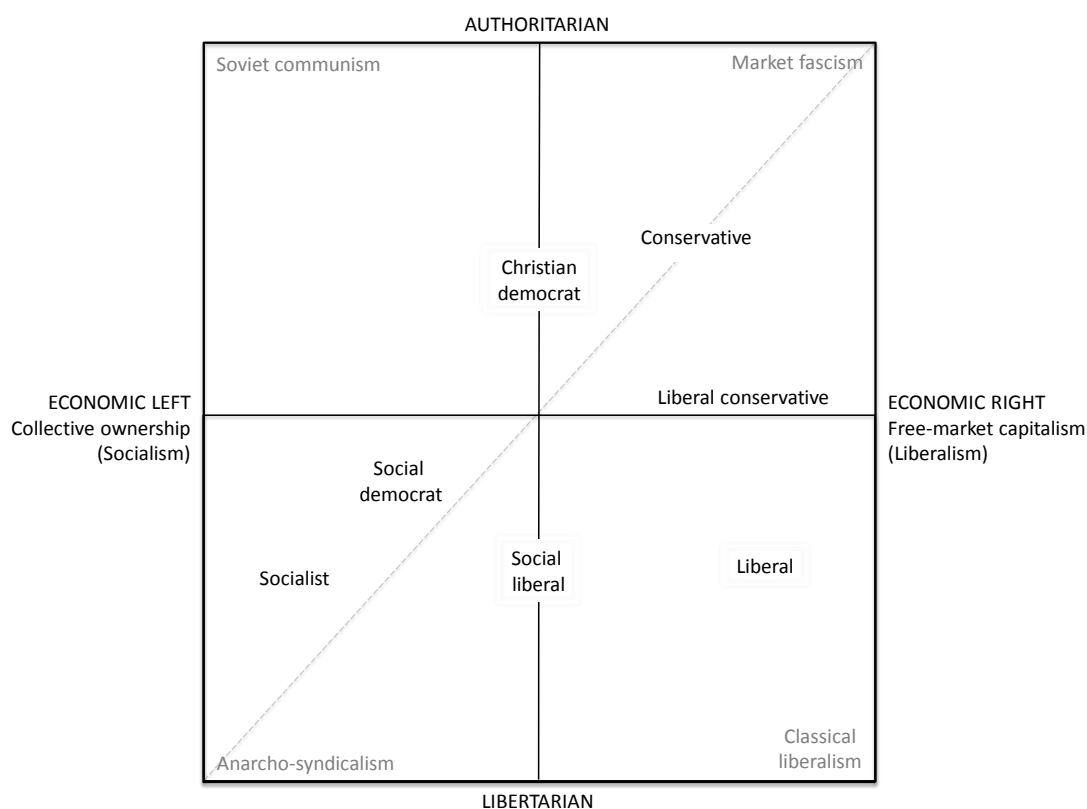 AUTHORITARIAN
Soviet communism
Market fascism
Conservative
Christian
democrat
Liberal conservative
ECONOMIC LEFT
Collective ownership
(Socialism)
ECONOMIC RIGHT
Free-market capitalism
(Liberalism)
Social
democrat
Socialist
Social
liberal
Liberal
Anarcho-syndicalism
Classical
liberalism
LIBERTARIAN